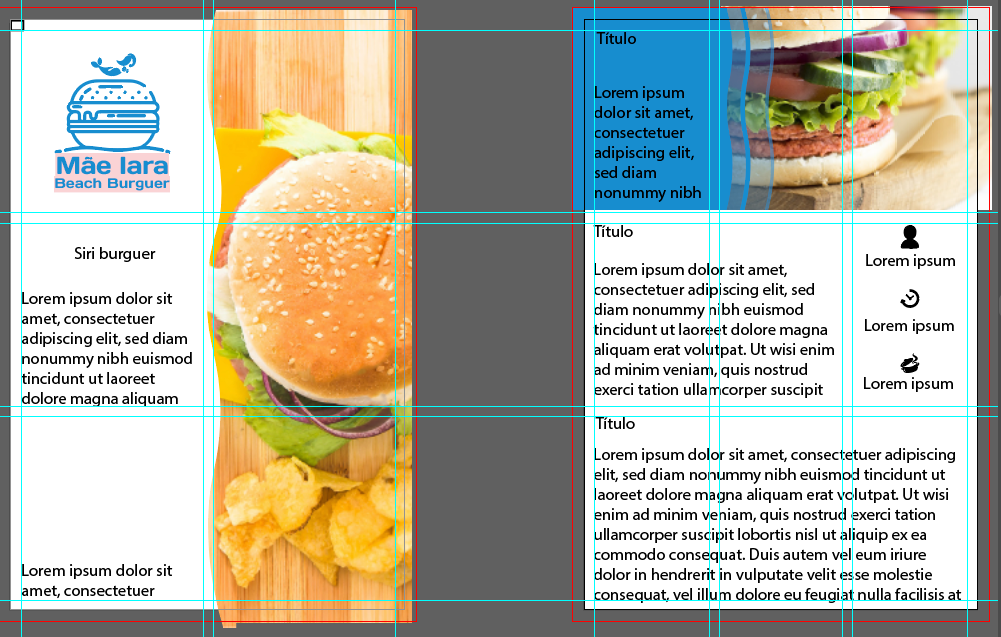 Mãe Iara
Beach Burguer
Siri burguer
Lorem ipsum dolor sit
amet, consectetuer
adipiscing elit, sed diam
nonummy nibh euismod
tincidunt ut laoreet
dolore magna aliquam
Lorem ipsum dolor sit
amet, consectetuer
Título
Lorem ipsum
dolor sit amet,
consectetuer
adipiscing elit,
sed diam
nonummy nibh
Título
Lorem ipsum dolor sit amet,
consectetuer adipiscing elit, sed
diam nonummy nibh euismod
tincidunt ut laoreet dolore magna
aliquam erat volutpat. Ut wisi enim
ad minim veniam, quis nostrud
exerci tation ullamcorper suscipit
Lorem ipsum
Lorem ipsum
Lorem ipsum
Título
Lorem ipsum dolor sit amet, consectetuer adipiscing
elit, sed diam nonummy nibh euismod tincidunt ut
laoreet dolore magna aliquam erat volutpat. Ut wisi
enim ad minim veniam, quis nostrud exerci tation
ullamcorper suscipit lobortis nisl ut aliquip ex ea
commodo consequat. Duis autem vel eum iriure
dolor in hendrerit in vulputate velit esse molestie
consequat, vel illum dolore eu feugiat nulla facilisis at